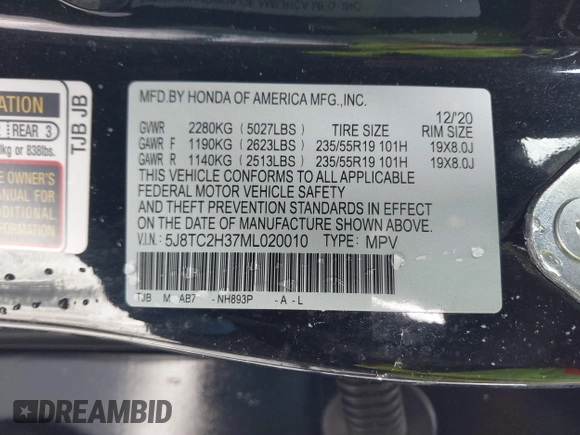 MFD.BY HONDA OF AMERICA MFG.,INC.
12/'20
GVWR 2280KG (5027LBS) TIRE SIZE RIM SIZE
GAWR F 1190KG (2623LBS) 235/55R19 101H 19X8.0J
GAWR R 1140KG (2513LBS) 235/55R19 101H 19X8.0J
THIS VEHICLE CONFORMS TO ALL APPLICABLE
FEDERAL MOTOR VEHICLE SAFETY
AND THEFT PREVENTION STANDARDS IN EFFECT
ON THE DATE OF MANUFACTURE SHOWN ABOVE.
V.I.N: 5J8TC2H37ML020010 TYPE: MPV
TJB M AB7 -NH893P -A-L
ATION
REAR 3
kg or 838lbs.
OWNER'S
MANUAL FOR
ADDITIONAL
FORMATION
TJB JB
DREAMBID